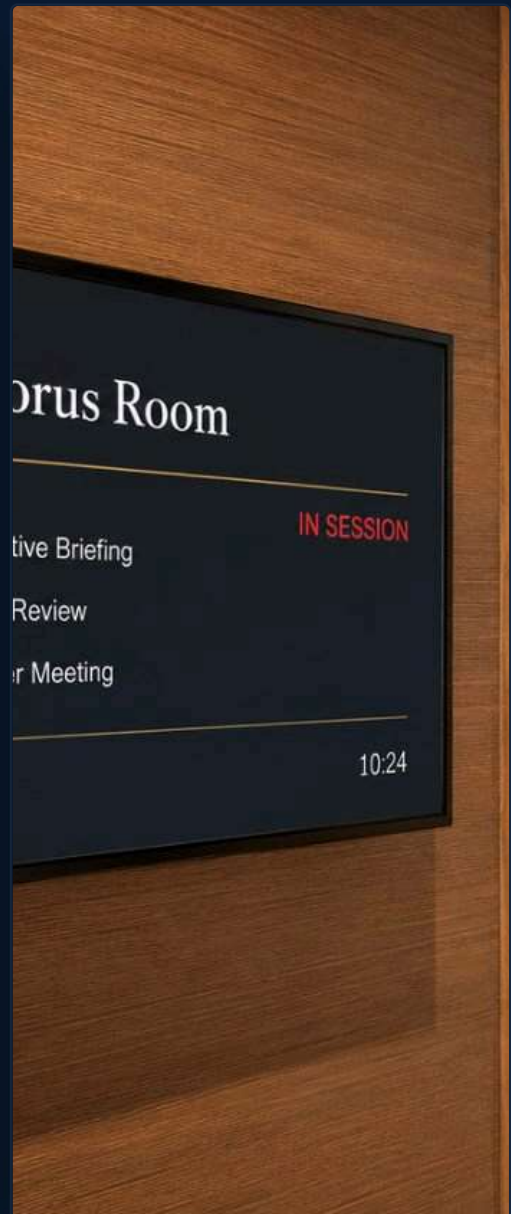 orus Room
IN SESSION
tive Briefing
Review
r Meeting
10:24